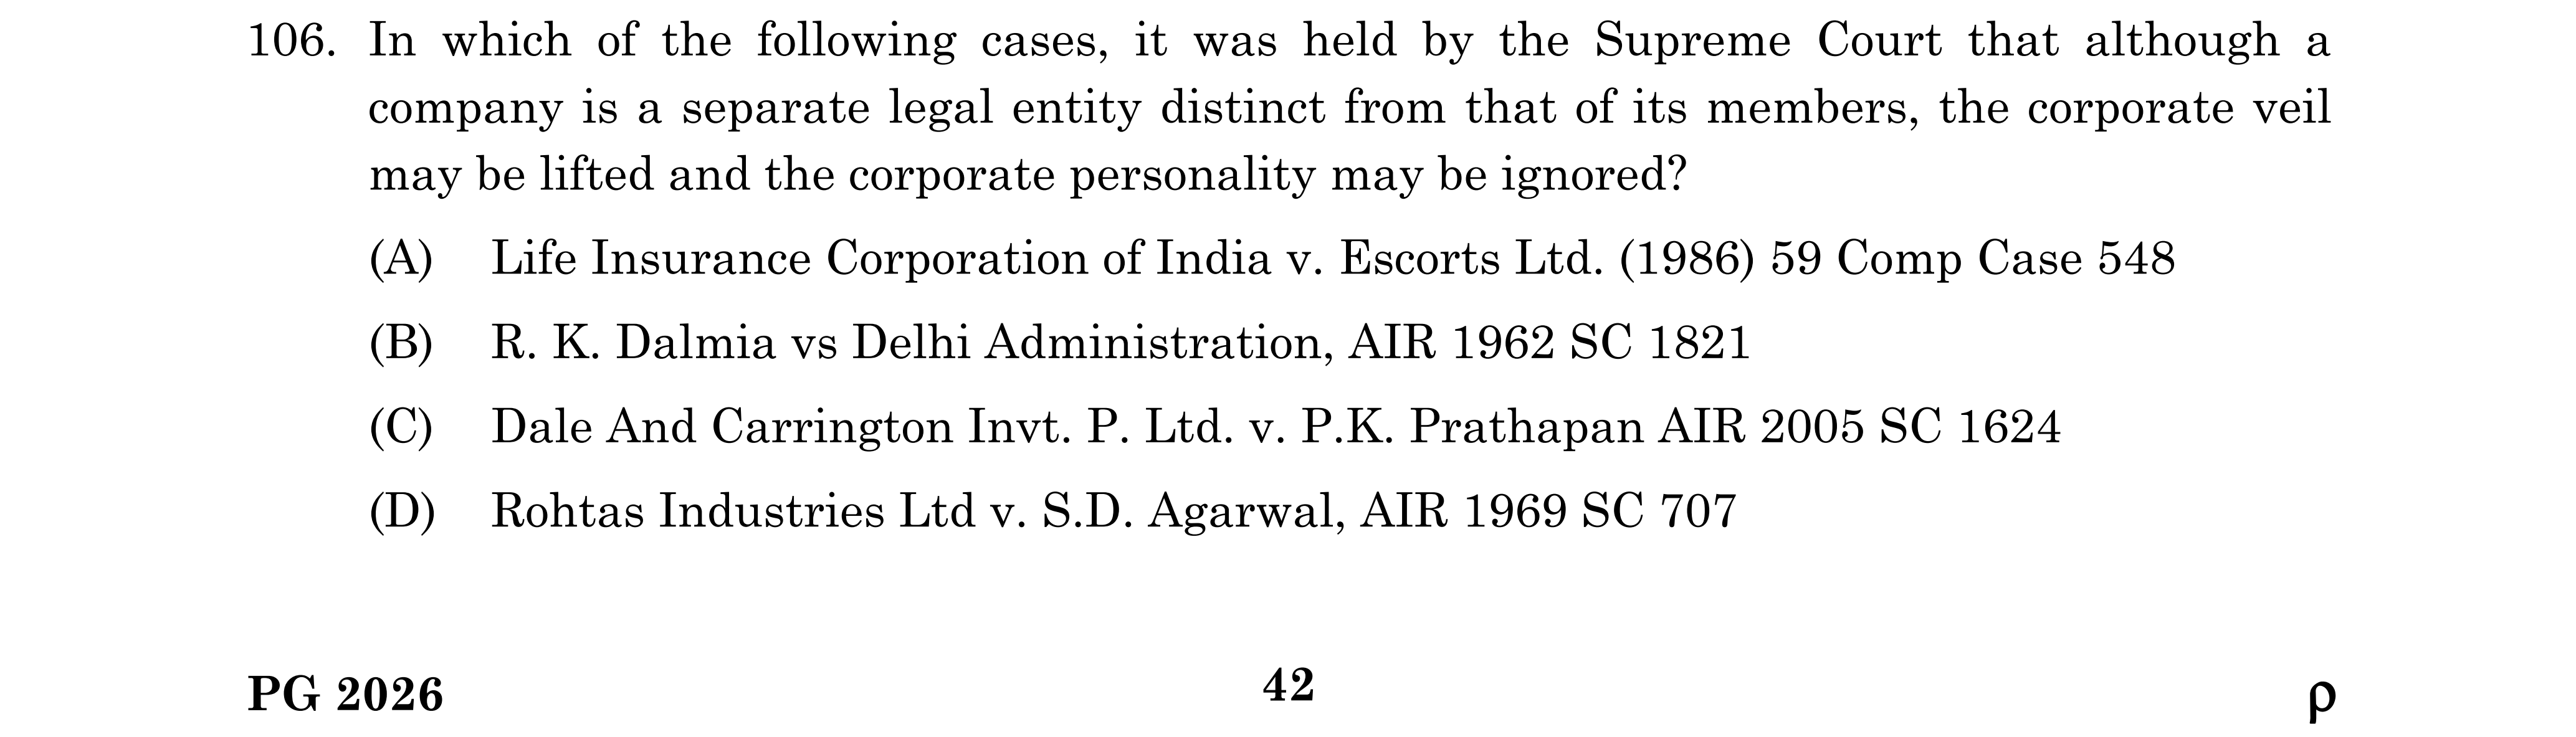 106. In which of the following cases, it was held by the Supreme Court that although a
company is a separate legal entity distinct from that of its members, the corporate veil
may be lifted and the corporate personality may be ignored?
(A) Life Insurance Corporation of India v. Escorts Ltd. (1986) 59 Comp Case 548
(B) R. K. Dalmia vs Delhi Administration, AIR 1962 SC 1821
(C) Dale And Carrington Invt. P. Ltd. v. P.K. Prathapan AIR 2005 SC 1624
(D) Rohtas Industries Ltd v. S.D. Agarwal, AIR 1969 SC 707
PG 2026 42 ρ